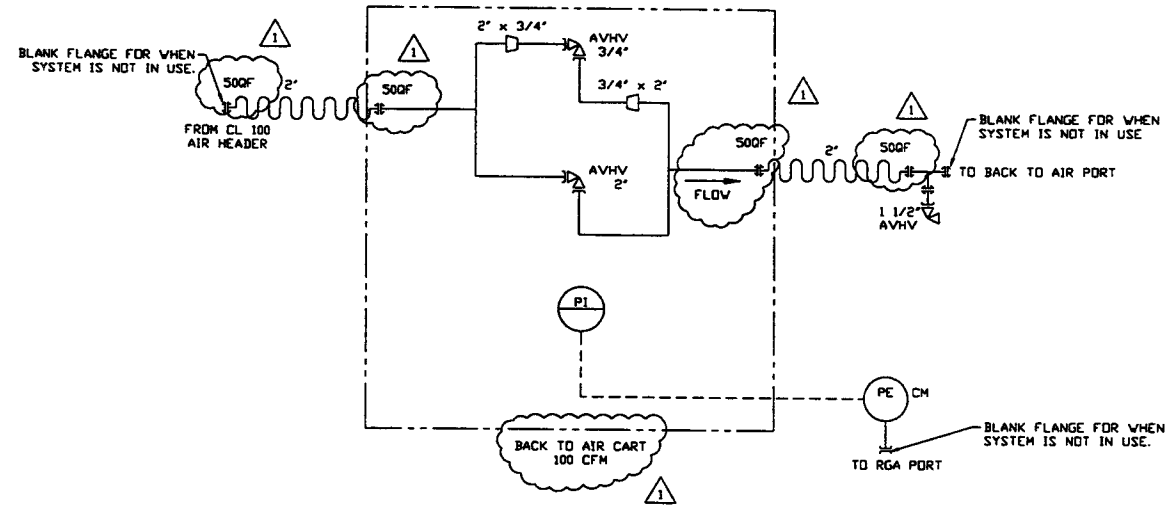 2" x 3/4"
AVHV
3/4"
BLANK FLANGE FOR WHEN
SYSTEM IS NOT IN USE.
1
1
50QF
2"
50QF
FROM CL 100
AIR HEADER
3/4" x 2"
1
1
50QF
2"
50QF
BLANK FLANGE FOR WHEN
SYSTEM IS NOT IN USE
TO BACK TO AIR PORT
AVHV
2"
FLOW
1 1/2"
AVHV
PI
PE
CM
BLANK FLANGE FOR WHEN
SYSTEM IS NOT IN USE.
TO RGA PORT
BACK TO AIR CART
100 CFM
1